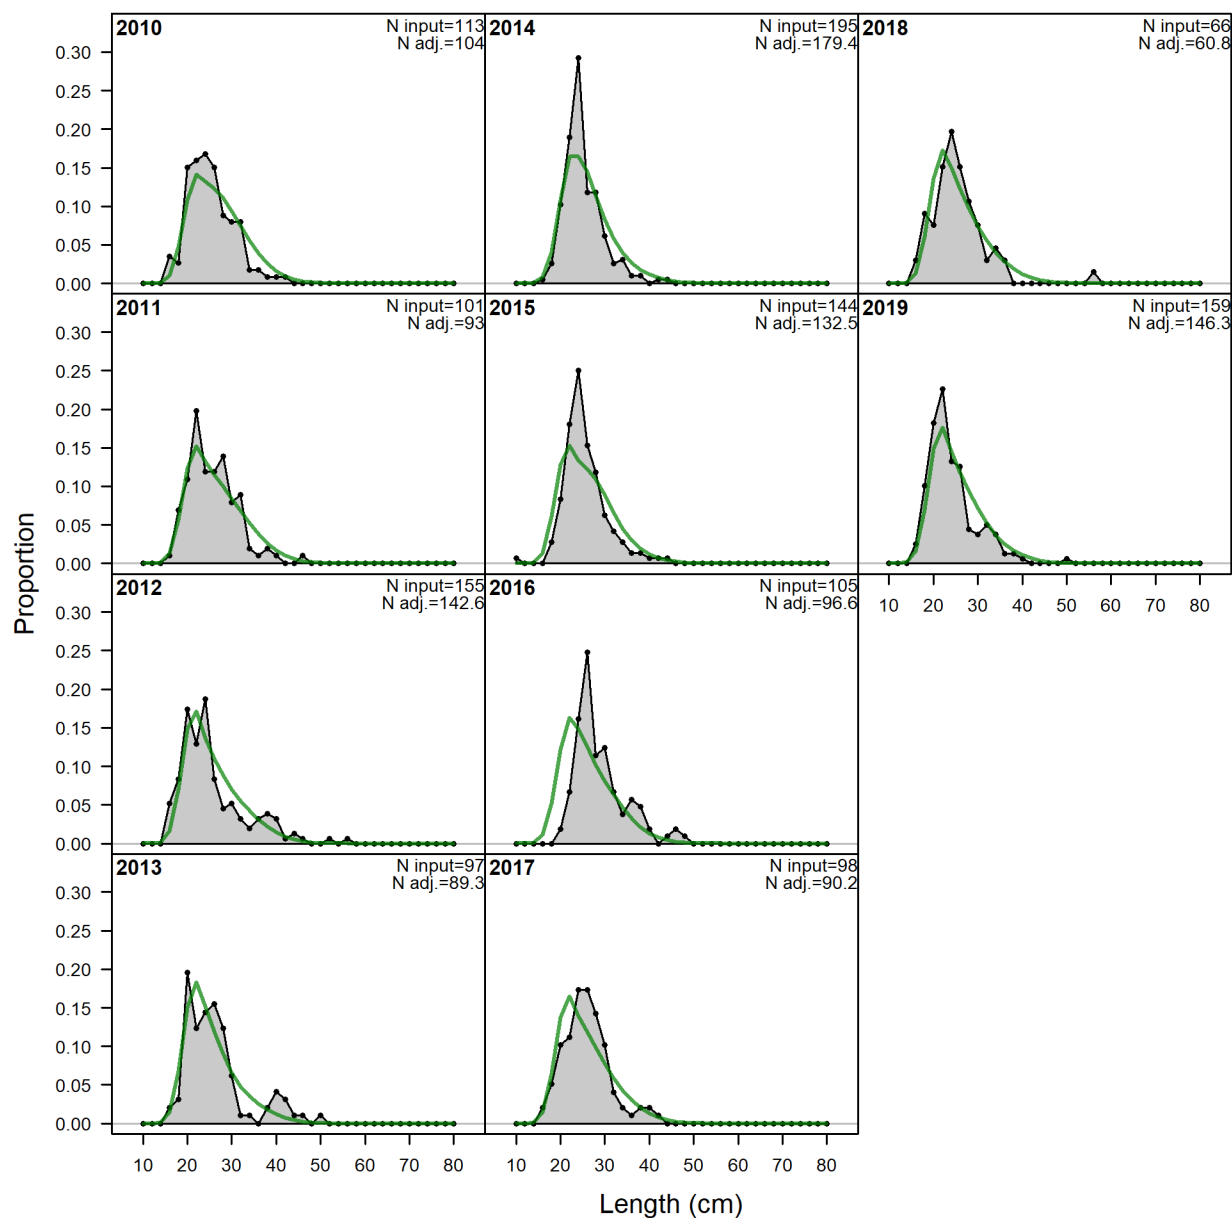 2010
N input=113
N adj.=104
2014
N input=195
N adj.=179.4
2018
N input=66
N adj.=60.8
0.30
0.25
0.20
0.15
0.10
0.05
0.00
2011
N input=101
N adj.=93
2015
N input=144
N adj.=132.5
2019
N input=159
N adj.=146.3
0.30
0.25
0.20
0.15
0.10
0.05
0.00
10 20 30 40 50 60 70 80
2012
N input=155
N adj.=142.6
2016
N input=105
N adj.=96.6
0.30
0.25
0.20
0.15
0.10
0.05
0.00
2013
N input=97
N adj.=89.3
2017
N input=98
N adj.=90.2
0.30
0.25
0.20
0.15
0.10
0.05
0.00
10 20 30 40 50 60 70 80
10 20 30 40 50 60 70 80
Proportion
Length (cm)